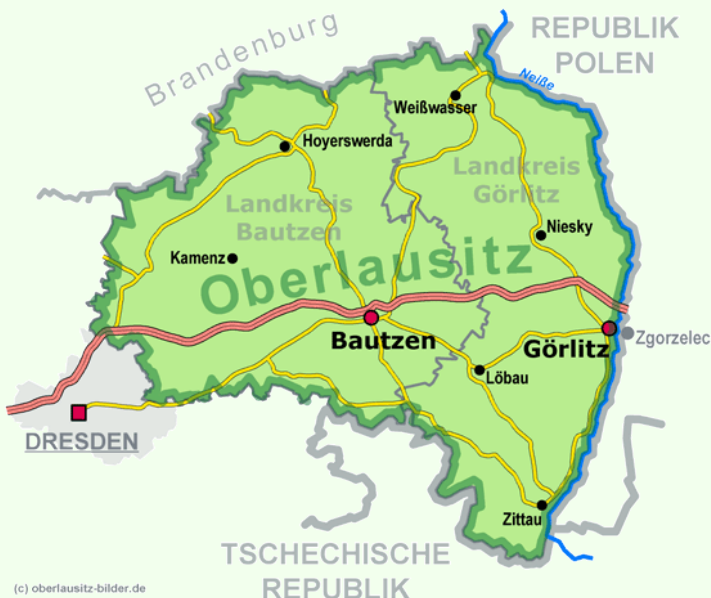 REPUBLIK
POLEN
Brandenburg
Neiße
Weißwasser
Hoyerswerda
Landkreis
Görlitz
Landkreis
Bautzen
Niesky
Kamenz
Oberlausitz
Bautzen
Görlitz
Zgorzelec
Löbau
DRESDEN
Zittau
TSCHECHISCHE
REPUBLIK
(c) oberlausitz-bilder.de